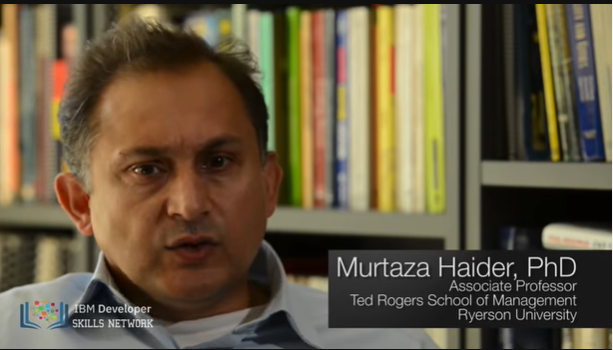 Murtaza Haider, PhD
Associate Professor
Ted Rogers School of Management
Ryerson University
IBM Developer
SKILLS NETWORK